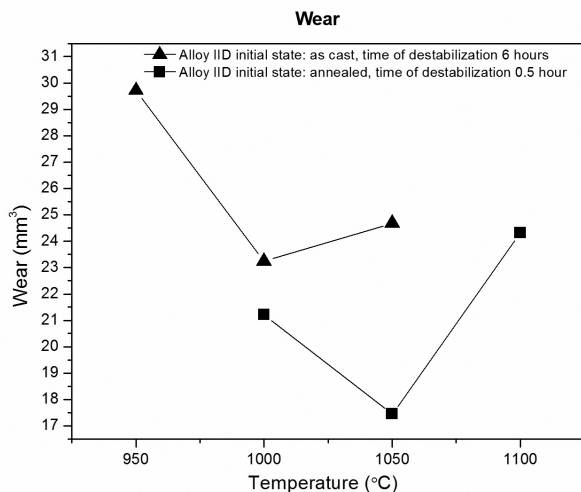 Wear
Alloy IID initial state: as cast, time of destabilization 6 hours
Alloy IID initial state: annealed, time of destabilization 0.5 hour
31
30
29
28
27
26
25
24
23
22
21
20
19
18
17
Wear (mm³)
950 1000 1050 1100
Temperature (°C)